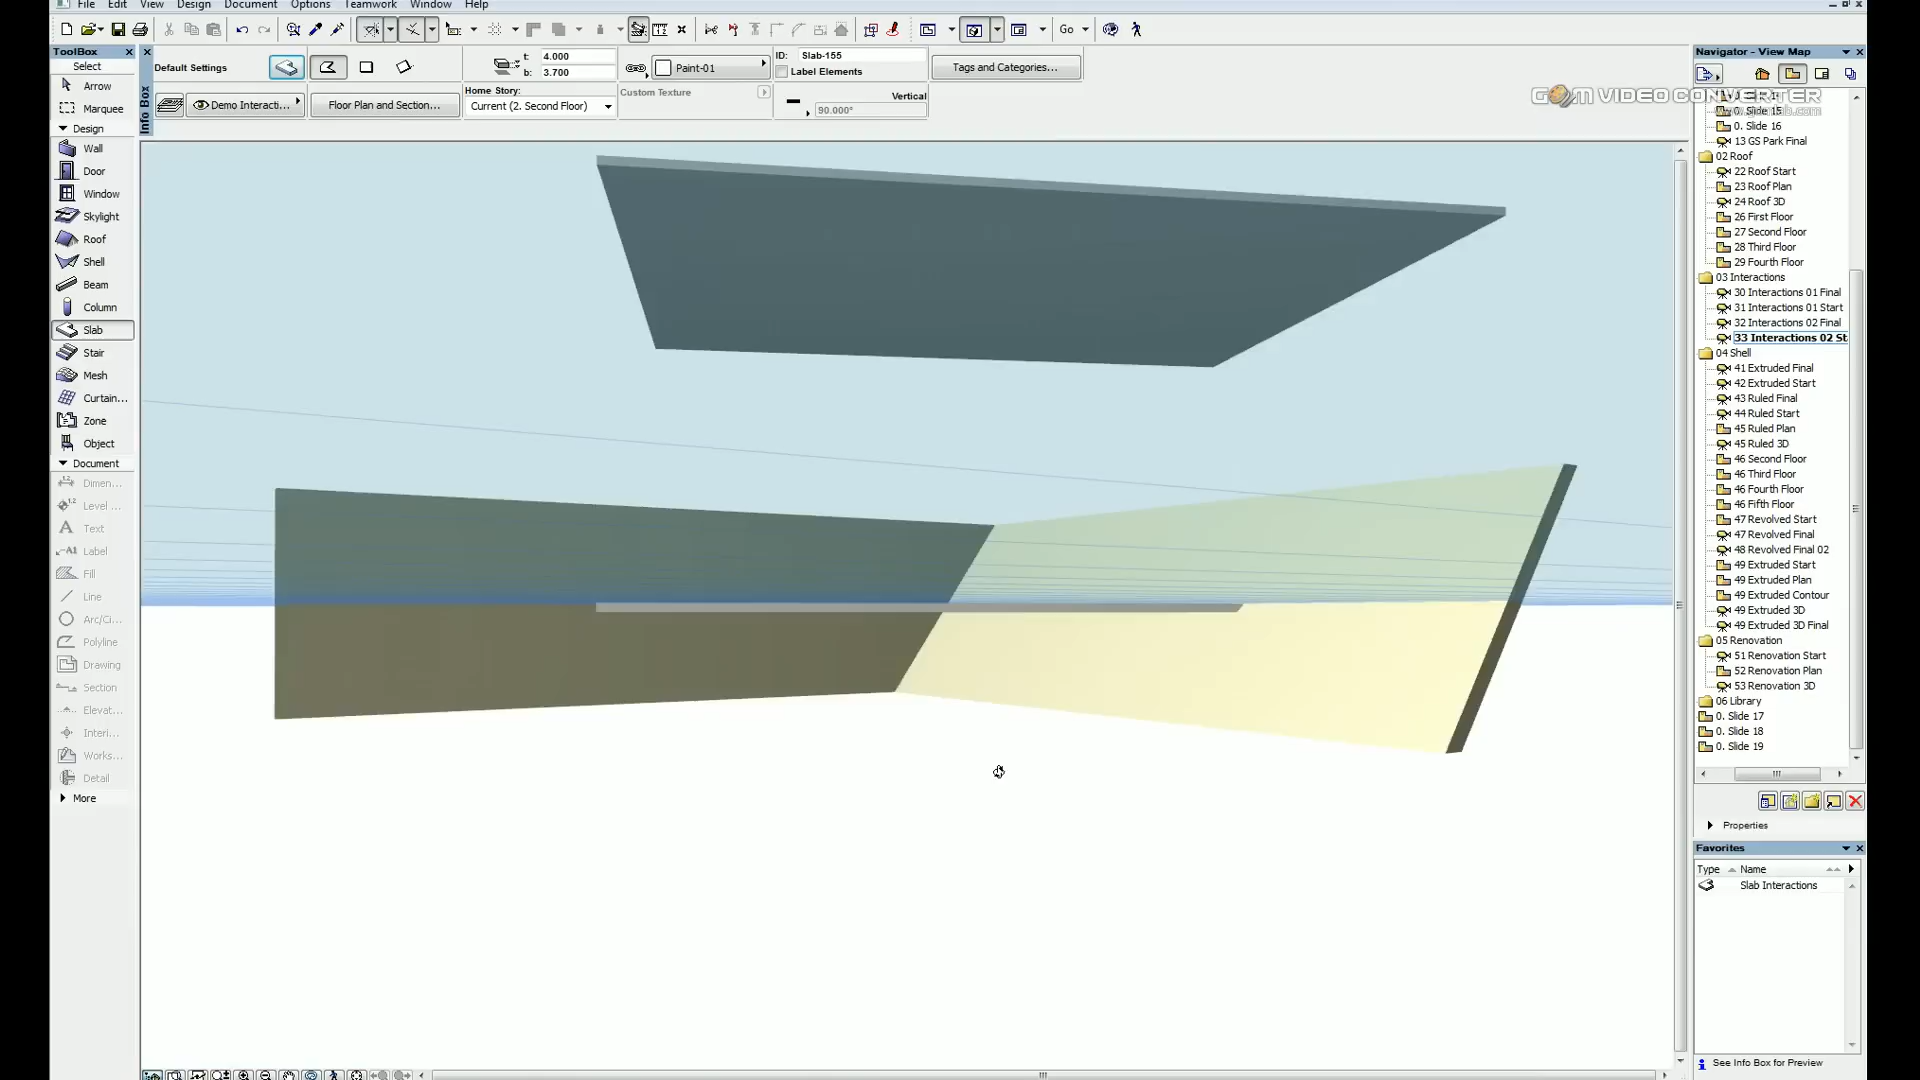 File Edit View Design Document Options Teamwork Window Help
Go
ToolBox
Select
Arrow
Marquee
Design
Wall
Door
Window
Skylight
Roof
Shell
Beam
Column
Slab
Stair
Mesh
Curtain...
Zone
Object
Document
Dimen...
Level ...
Text
Label
Fill
Line
Arc/Ci...
Polyline
Drawing
Section
Elevat...
Interi...
Works...
Detail
More
Info Box
Default Settings
Demo Interacti...
Floor Plan and Section...
t: 4.000
b: 3.700
Home Story:
Current (2. Second Floor)
Paint-01
Custom Texture
ID: Slab-155
Label Elements
Vertical
90.000°
Tags and Categories...
GOM VIDEO CONVERTER
Navigator - View Map
0. Slide 15
0. Slide 16
13 GS Park Final
02 Roof
22 Roof Start
23 Roof Plan
24 Roof 3D
26 First Floor
27 Second Floor
28 Third Floor
29 Fourth Floor
03 Interactions
30 Interactions 01 Final
31 Interactions 01 Start
32 Interactions 02 Final
33 Interactions 02 St
04 Shell
41 Extruded Final
42 Extruded Start
43 Ruled Final
44 Ruled Start
45 Ruled Plan
45 Ruled 3D
46 Second Floor
46 Third Floor
46 Fourth Floor
46 Fifth Floor
47 Revolved Start
47 Revolved Final
48 Revolved Final 02
49 Extruded Start
49 Extruded Plan
49 Extruded Contour
49 Extruded 3D
49 Extruded 3D Final
05 Renovation
51 Renovation Start
52 Renovation Plan
53 Renovation 3D
06 Library
0. Slide 17
0. Slide 18
0. Slide 19
Properties
Favorites
Type Name
Slab Interactions
See Info Box for Preview